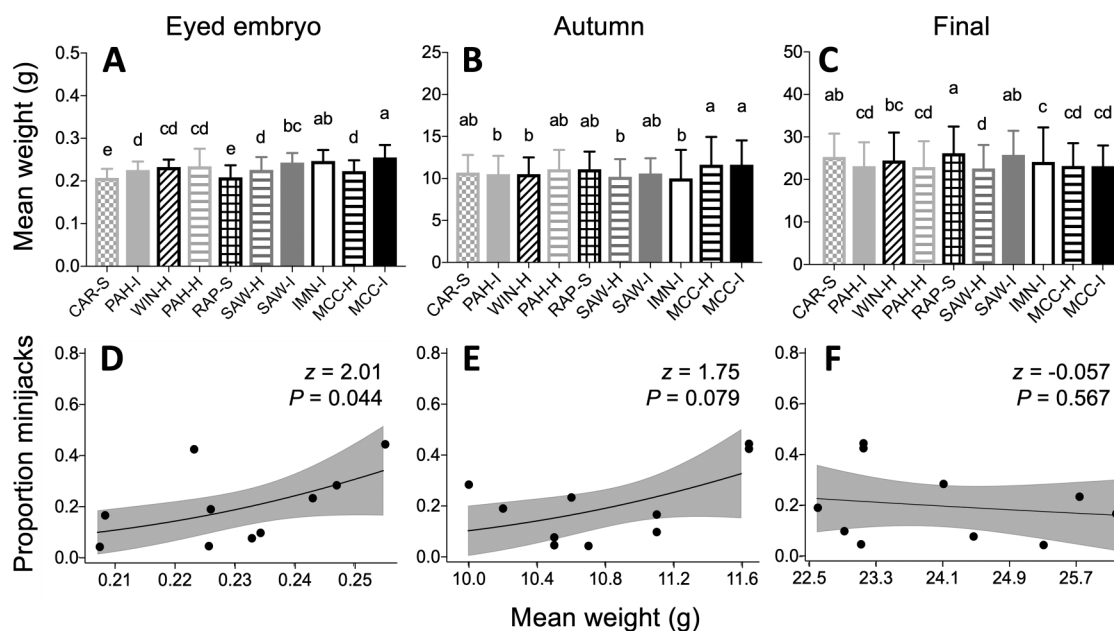 Eyed embryo
Autumn
Final
Mean weight (g)
A
0.5
0.4
0.3
0.2
0.1
0.0
e d cd cd e d bc ab d a
CAR-S PAH-I WIN-H PAH-H RAP-S SAW-H SAW-I IMN-I MCC-H MCC-I
B
25
20
15
10
5
0
ab b b ab ab b ab b a a
CAR-S PAH-I WIN-H PAH-H RAP-S SAW-H SAW-I IMN-I MCC-H MCC-I
C
50
40
30
20
10
0
ab cd bc cd a d ab c cd cd
CAR-S PAH-I WIN-H PAH-H RAP-S SAW-H SAW-I IMN-I MCC-H MCC-I
Proportion minijacks
D
z = 2.01
P = 0.044
0.8
0.6
0.4
0.2
0.0
0.21 0.22 0.23 0.24 0.25
E
z = 1.75
P = 0.079
0.8
0.6
0.4
0.2
0.0
10.0 10.4 10.8 11.2 11.6
F
z = -0.057
P = 0.567
0.8
0.6
0.4
0.2
0.0
22.5 23.3 24.1 24.9 25.7
Mean weight (g)